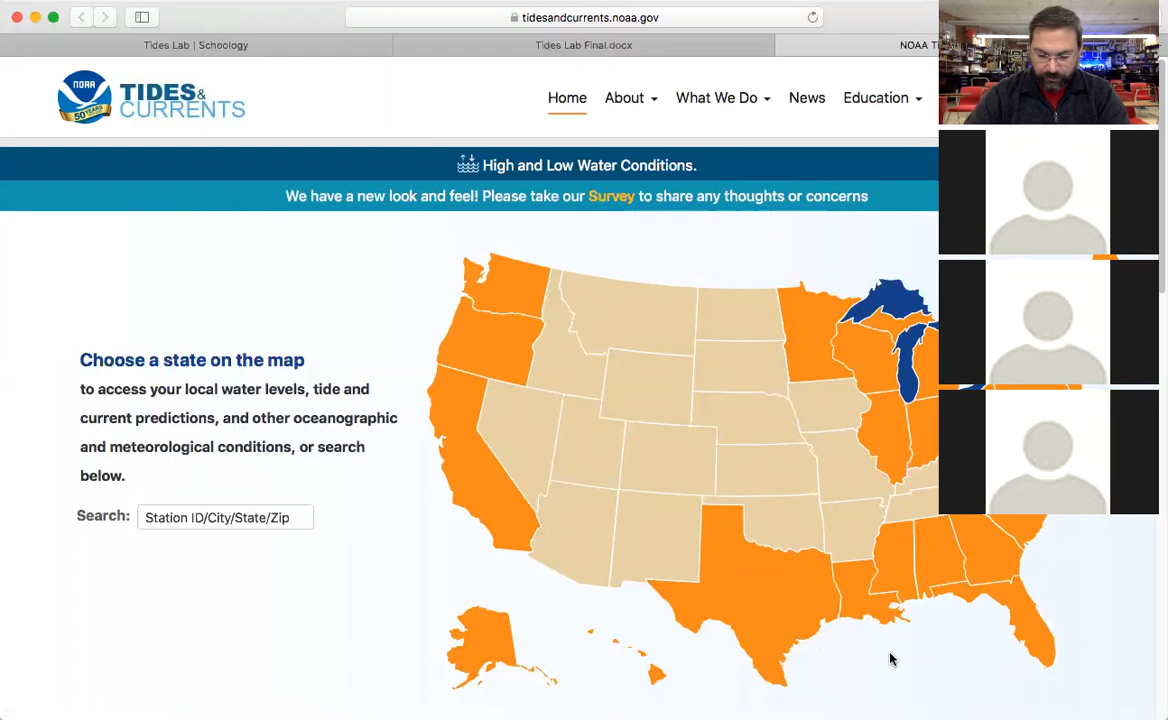 tidesandcurrents.noaa.gov
Tides Lab | Schoology
Tides Lab Final.docx
NOAA
NOAA
50 YEARS
TIDES &
CURRENTS
Home
About
What We Do
News
Education
High and Low Water Conditions.
We have a new look and feel! Please take our Survey to share any thoughts or concerns
Choose a state on the map
to access your local water levels, tide and
current predictions, and other oceanographic
and meteorological conditions, or search
below.
Search: Station ID/City/State/Zip